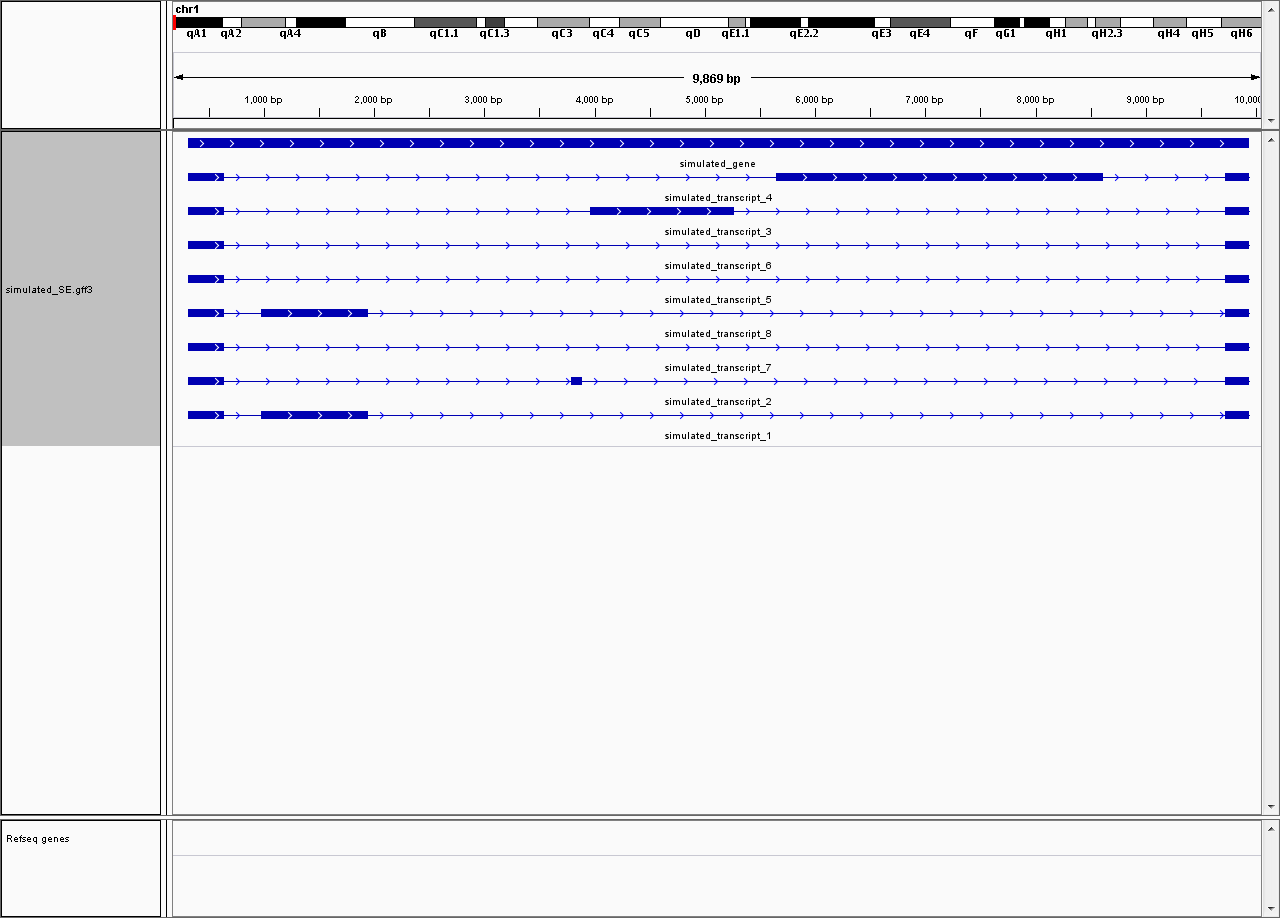 chr1
qA1 qA2 qA4 qB qC1.1 qC1.3 qC3 qC4 qC5 qD qE1.1 qE2.2 qE3 qE4 qF qG1 qH1 qH2.3 qH4 qH5 qH6
9,869 bp
1,000 bp 2,000 bp 3,000 bp 4,000 bp 5,000 bp 6,000 bp 7,000 bp 8,000 bp 9,000 bp 10,000
simulated_gene
simulated_transcript_4
simulated_transcript_3
simulated_transcript_6
simulated_SE.gff3
simulated_transcript_5
simulated_transcript_8
simulated_transcript_7
simulated_transcript_2
simulated_transcript_1
Refseq genes